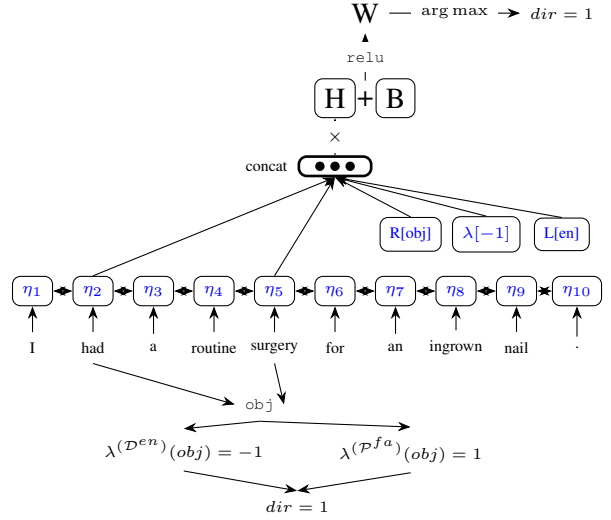 W arg max dir = 1
relu
H + B
×
concat
R[obj] λ[−1] L[en]
η1 η2 η3 η4 η5 η6 η7 η8 η9 η10
I had a routine surgery for an ingrown nail .
obj
λ^(𝒟^en)(obj) = −1 λ^(𝒫^fa)(obj) = 1
dir = 1